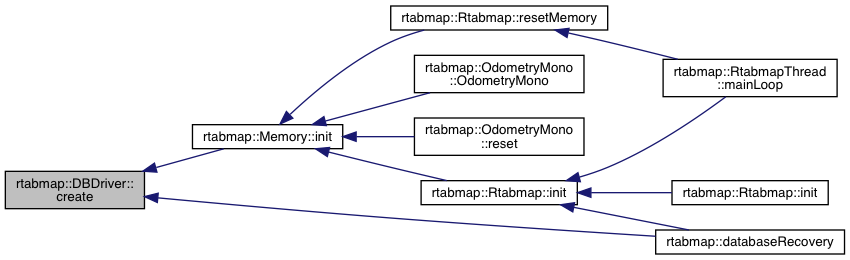 rtabmap::Rtabmap::resetMemory
rtabmap::OdometryMono
::OdometryMono
rtabmap::RtabmapThread
::mainLoop
rtabmap::Memory::init
rtabmap::OdometryMono
::reset
rtabmap::DBDriver::
create
rtabmap::Rtabmap::init
rtabmap::Rtabmap::init
rtabmap::databaseRecovery